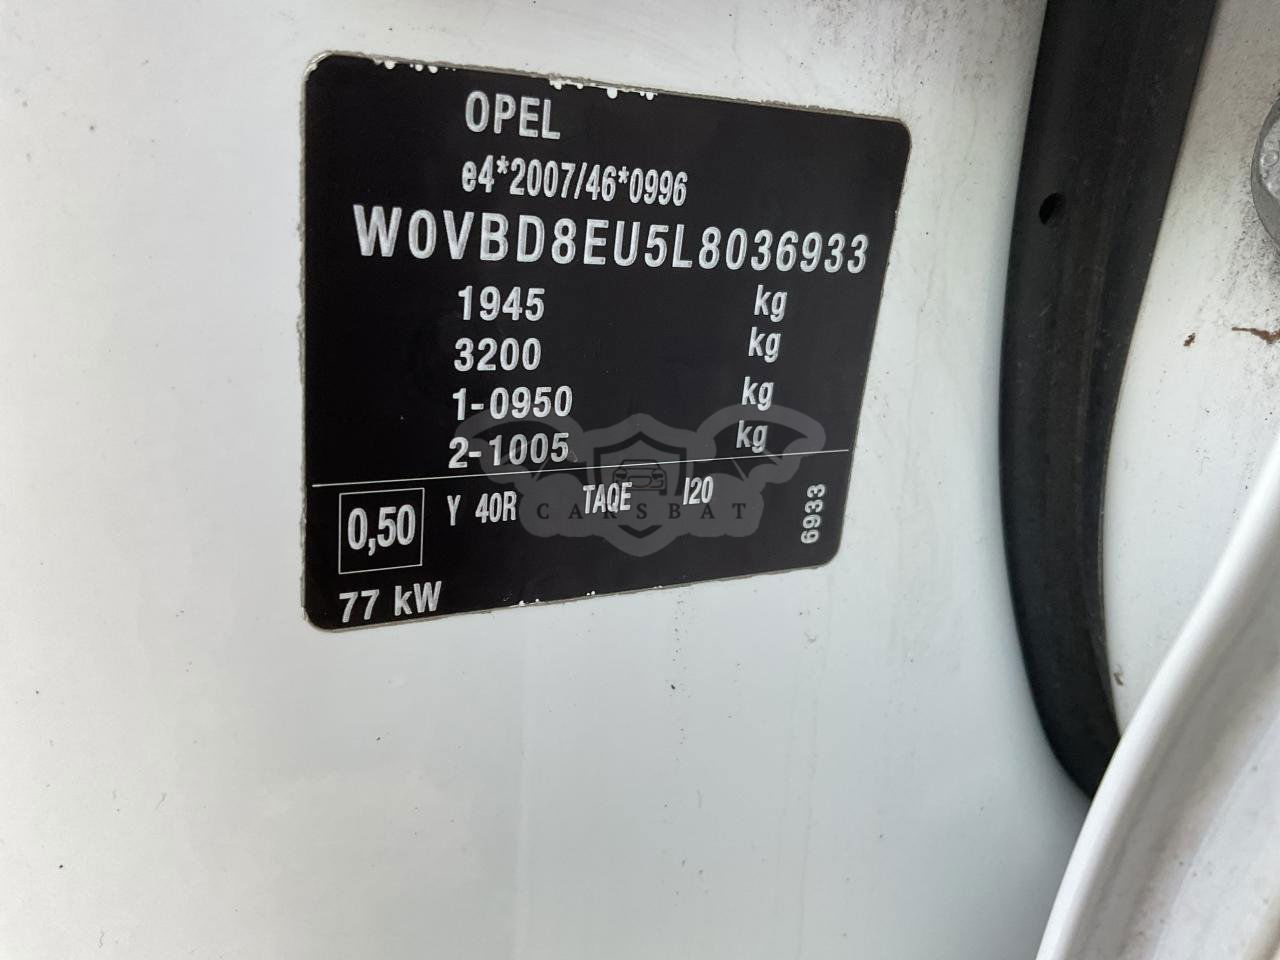 OPEL
e4*2007/46*0996
W0VBD8EU5L8036933
1945 kg
3200 kg
1-0950 kg
2-1005 kg
0,50 Y 40R TAQE I20
6933
77 kW
CARSBAT